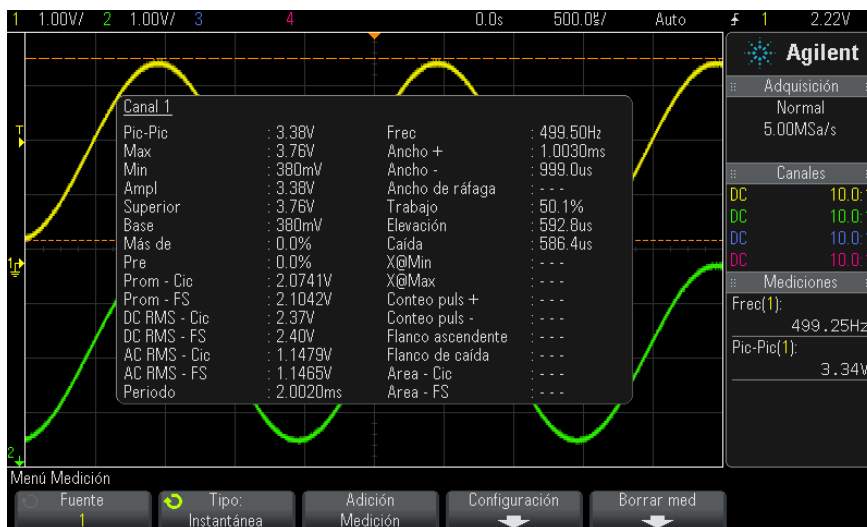 1 1.00V/ 2 1.00V/ 3 4 0.0s 500.0㎲/ Auto 1 2.22V
Agilent
Adquisición
Normal
5.00MSa/s
Canales
DC 10.0:
DC 10.0:
DC 10.0:
DC 10.0:
Mediciones
Frec(1):
499.25Hz
Pic-Pic(1):
3.34V
T
1
2
Canal 1
Pic-Pic : 3.38V Frec : 499.50Hz
Max : 3.76V Ancho + : 1.0030ms
Min : 380mV Ancho - : 999.0us
Ampl : 3.38V Ancho de ráfaga : - - -
Superior : 3.76V Trabajo : 50.1%
Base : 380mV Elevación : 592.8us
Más de : 0.0% Caída : 586.4us
Pre : 0.0% X@Min : - - -
Prom - Cic : 2.0741V X@Max : - - -
Prom - FS : 2.1042V Conteo puls + : - - -
DC RMS - Cic : 2.37V Conteo puls - : - - -
DC RMS - FS : 2.40V Flanco ascendente : - - -
AC RMS - Cic : 1.1479V Flanco de caída : - - -
AC RMS - FS : 1.1465V Area - Cic : - - -
Periodo : 2.0020ms Area - FS : - - -
Menú Medición
Fuente Tipo: Adición Configuración Borrar med
1 Instantánea Medición